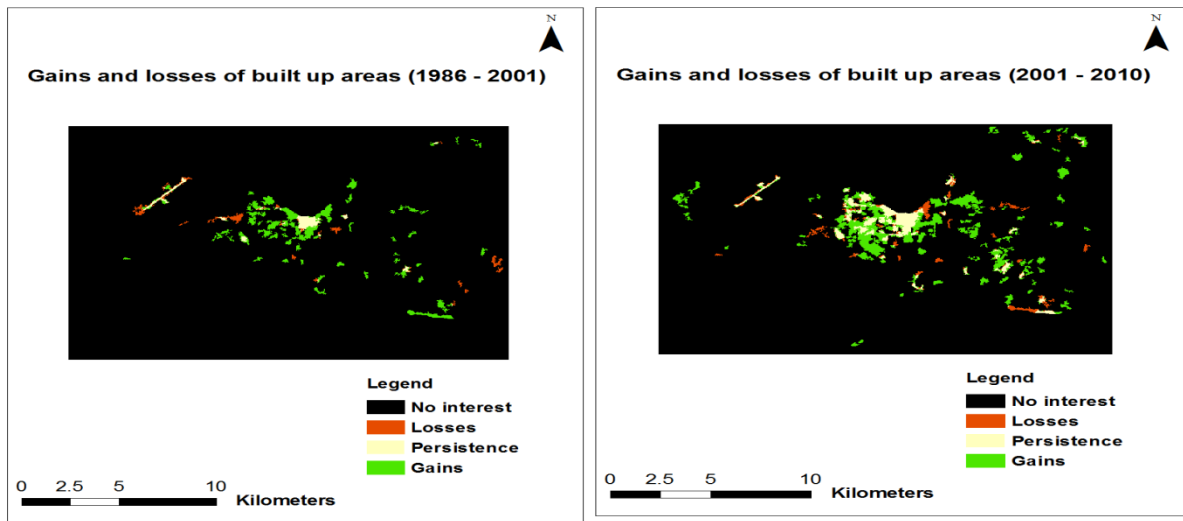 N
Gains and losses of built up areas (1986 - 2001)
Legend
No interest
Losses
Persistence
Gains
0 2.5 5 10
Kilometers
N
Gains and losses of built up areas (2001 - 2010)
Legend
No interest
Losses
Persistence
Gains
0 2.5 5 10
Kilometers